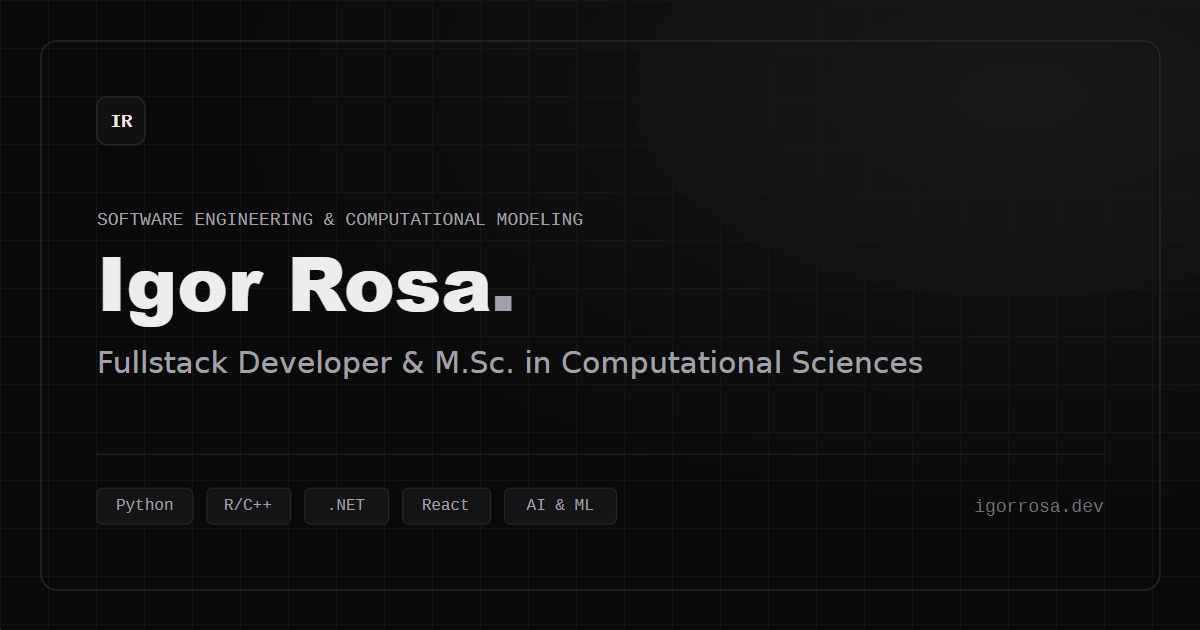 IR
SOFTWARE ENGINEERING & COMPUTATIONAL MODELING
Igor Rosa.
Fullstack Developer & M.Sc. in Computational Sciences
Python R/C++ .NET React AI & ML igorrosa.dev